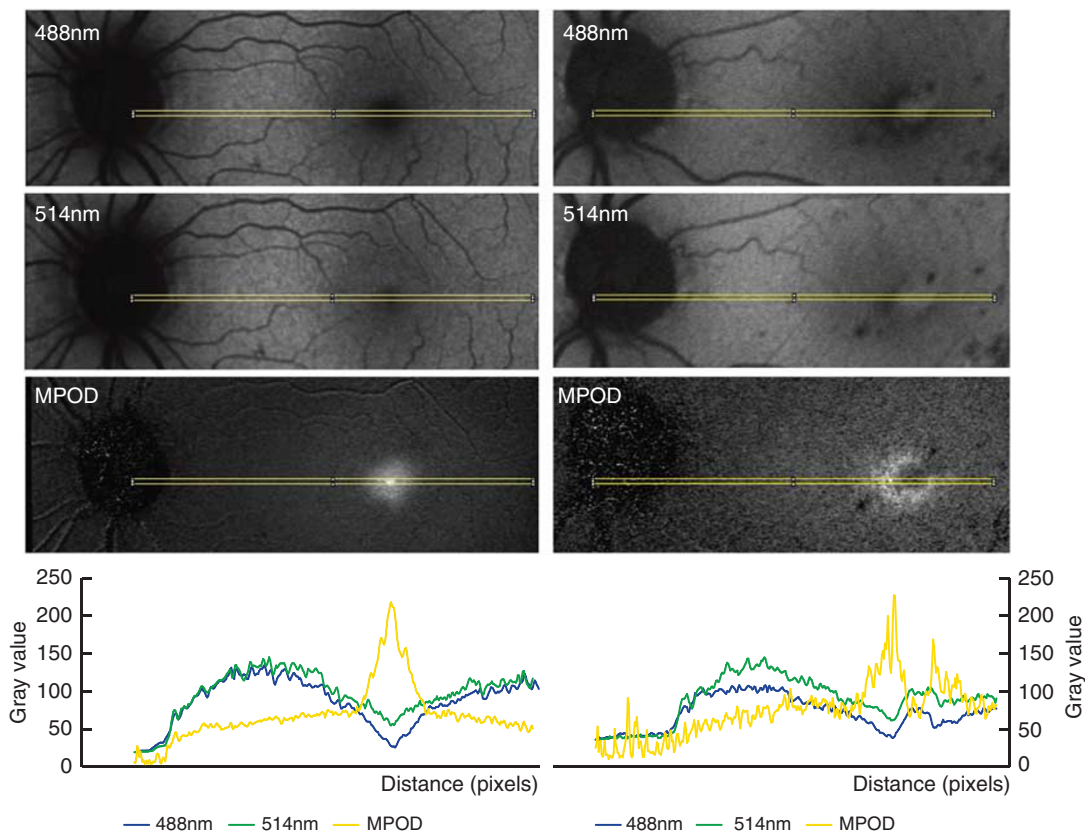 488nm
488nm
514nm
514nm
MPOD
MPOD
250
200
150
100
50
0
Gray value
250
200
150
100
50
0
Gray value
Distance (pixels)
Distance (pixels)
488nm 514nm MPOD
488nm 514nm MPOD